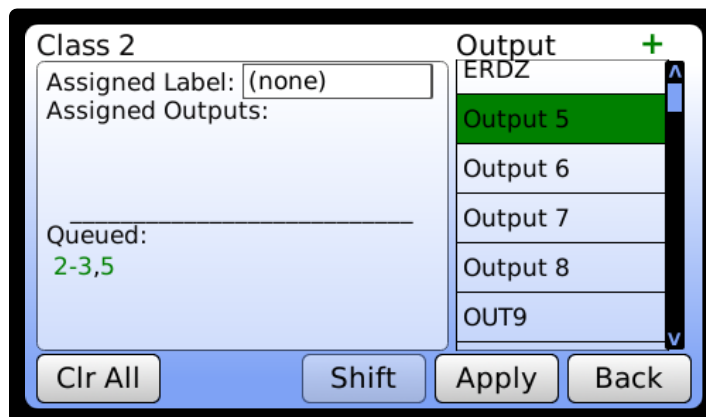 Class 2
Assigned Label: (none)
Assigned Outputs:
Queued:
2-3,5
Output +
ERDZ
Output 5
Output 6
Output 7
Output 8
OUT9
Clr All
Shift
Apply
Back